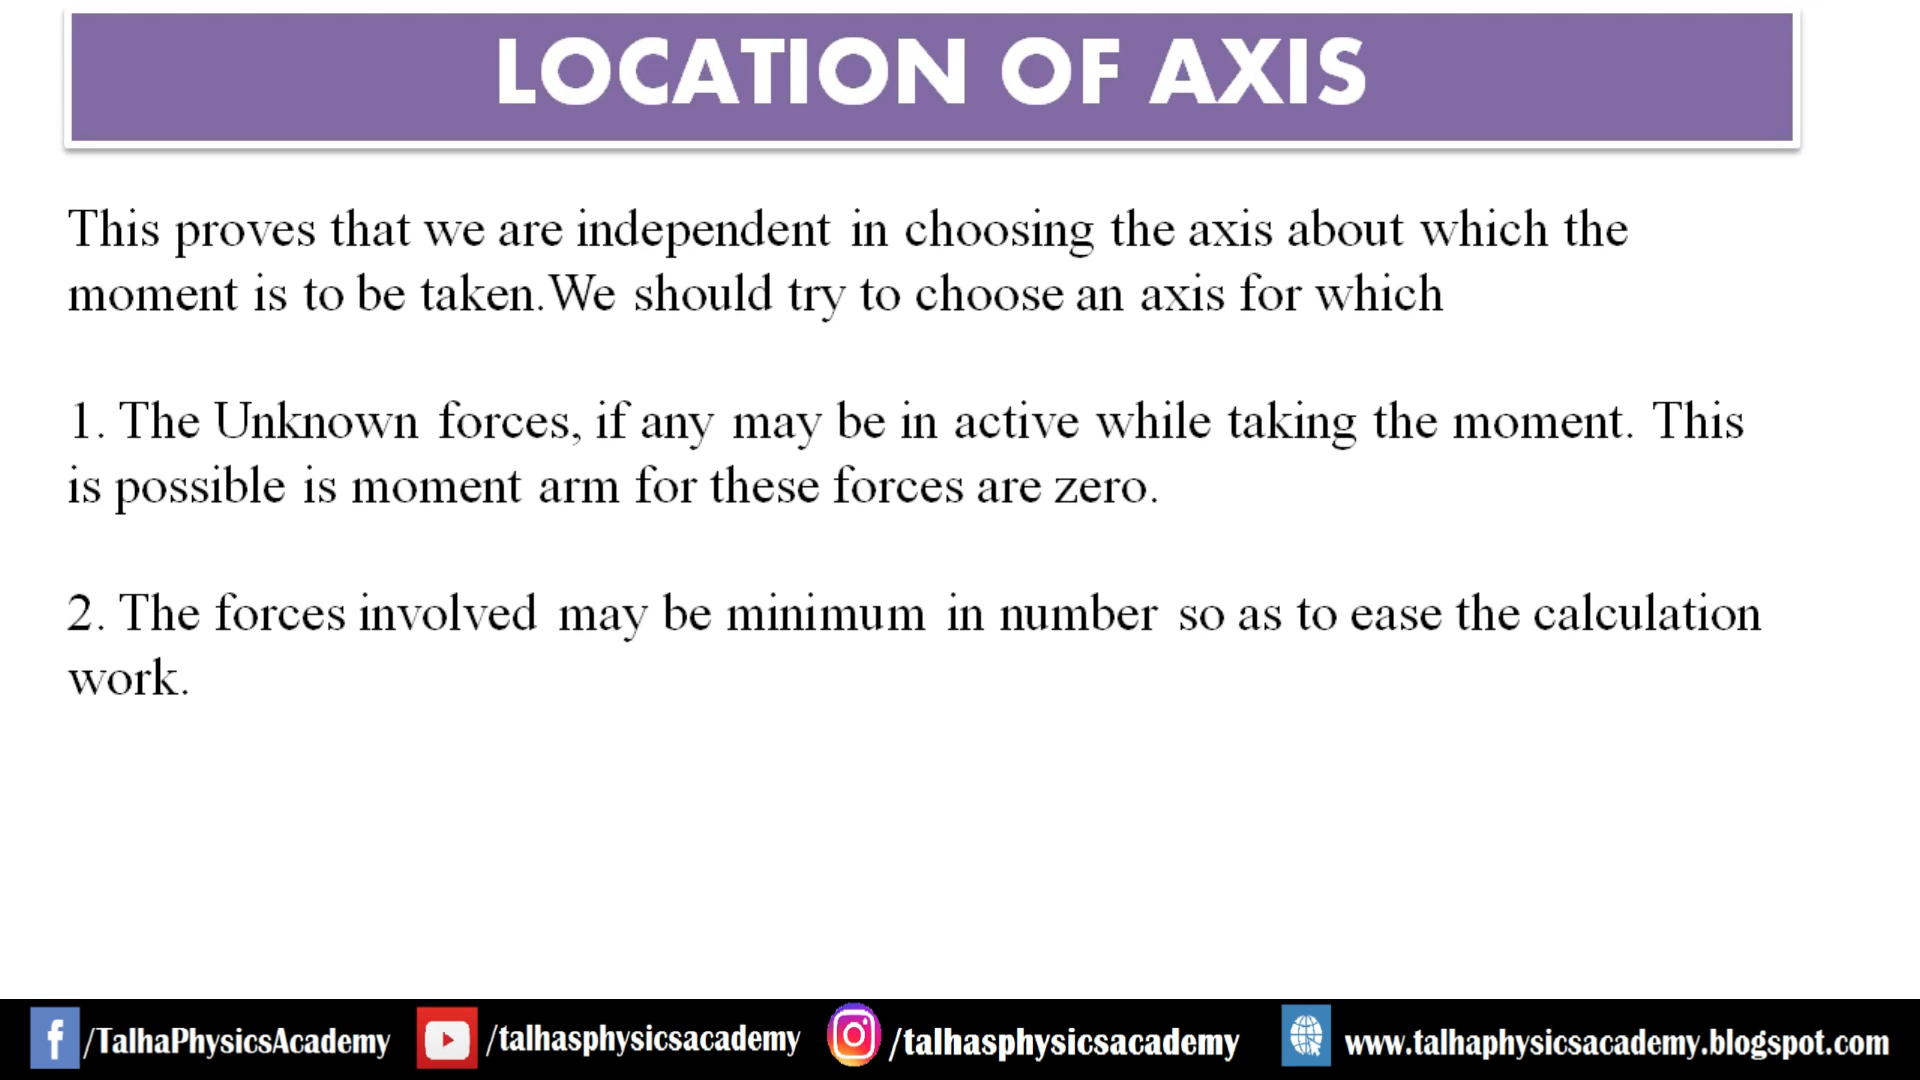 LOCATION OF AXIS
This proves that we are independent in choosing the axis about which the
moment is to be taken.We should try to choose an axis for which
1. The Unknown forces, if any may be in active while taking the moment. This
is possible is moment arm for these forces are zero.
2. The forces involved may be minimum in number so as to ease the calculation
work.
/TalhaPhysicsAcademy /talhasphysicsacademy /talhasphysicsacademy www.talhaphysicsacademy.blogspot.com